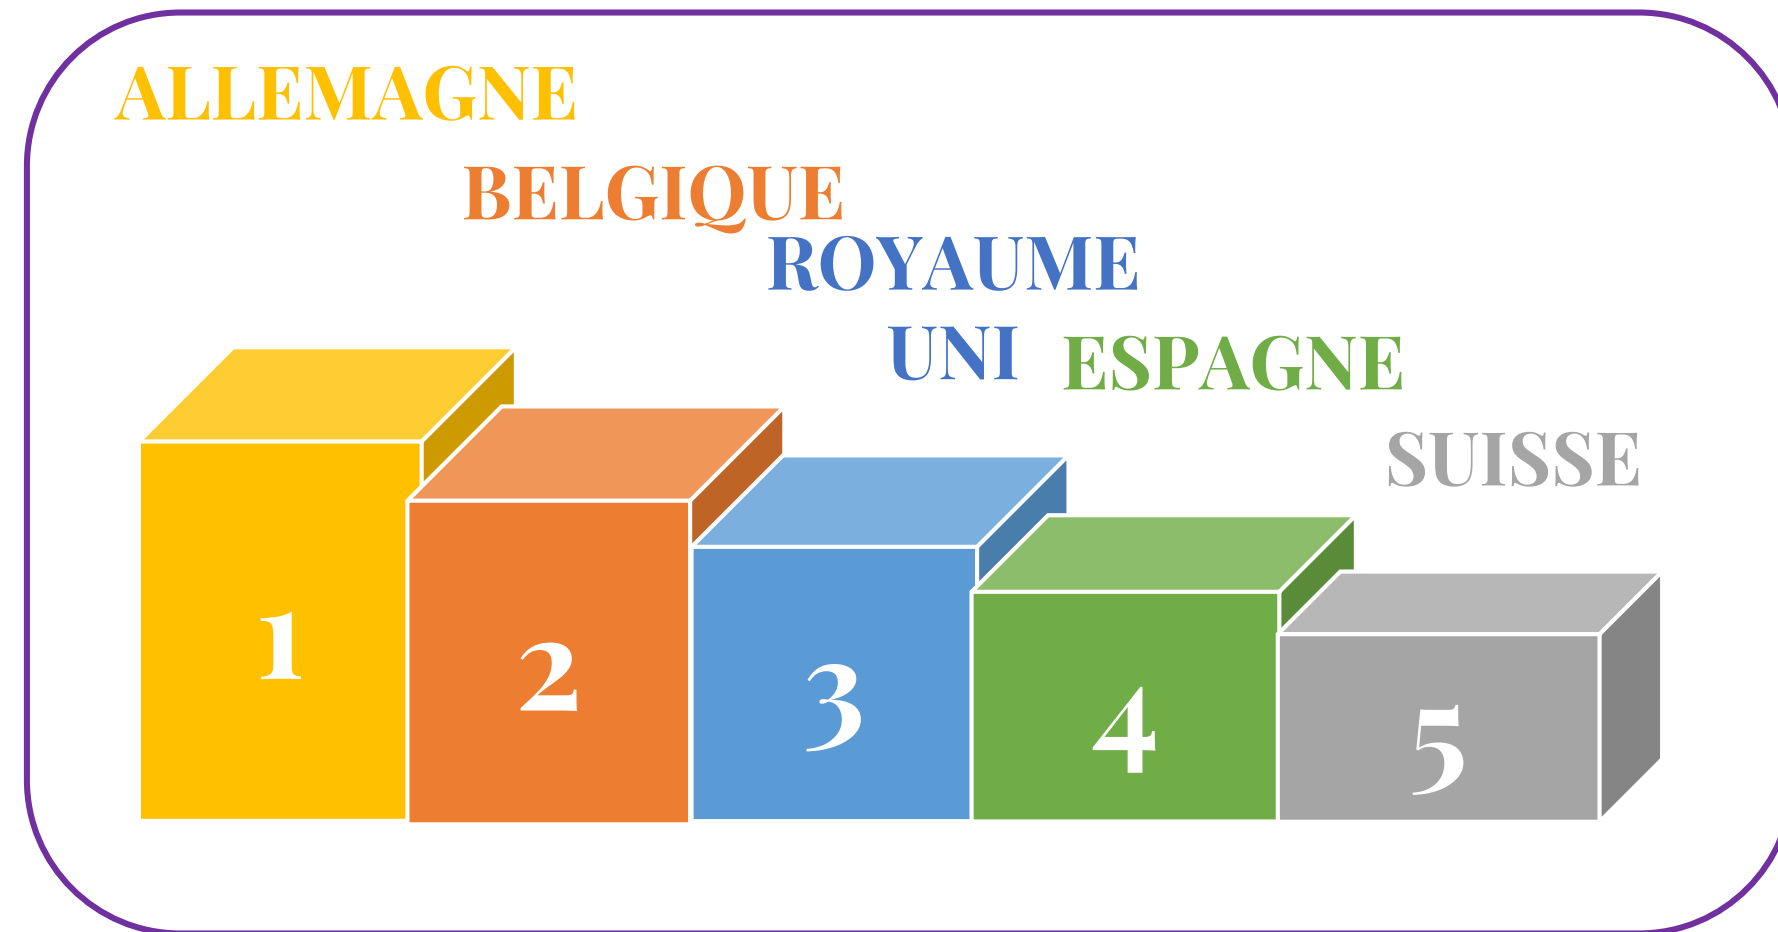 ALLEMAGNE
BELGIQUE
ROYAUME
UNI
ESPAGNE
SUISSE
1
2
3
4
5